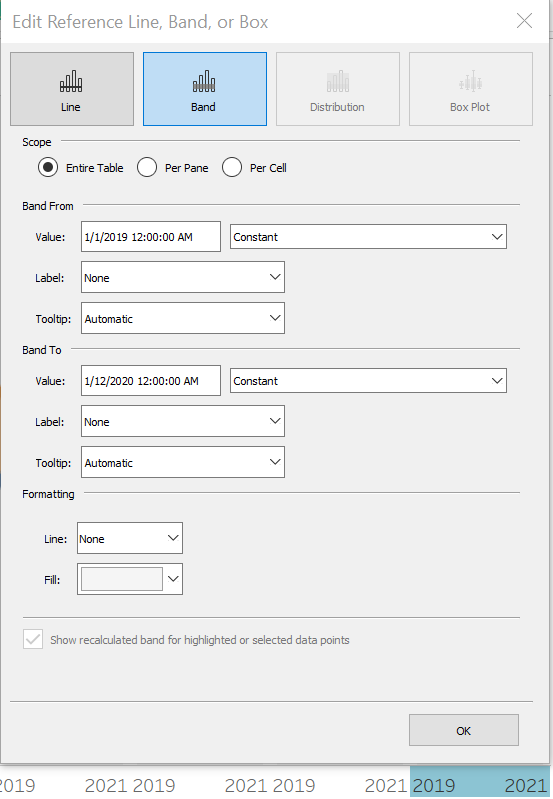 Edit Reference Line, Band, or Box
Line Band Distribution Box Plot
Scope
Entire Table Per Pane Per Cell
Band From
Value: 1/1/2019 12:00:00 AM Constant
Label: None
Tooltip: Automatic
Band To
Value: 1/12/2020 12:00:00 AM Constant
Label: None
Tooltip: Automatic
Formatting
Line: None
Fill:
Show recalculated band for highlighted or selected data points
OK
2019 2021 2019 2021 2019 2021 2019 2021